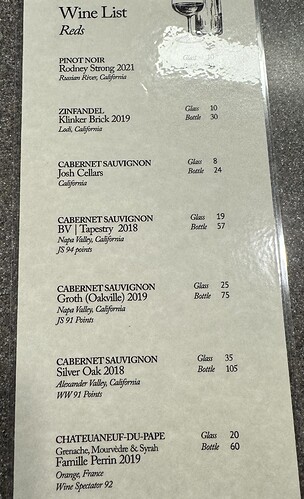 Wine List
Reds
PINOT NOIR
Rodney Strong 2021
Russian River, California
ZINFANDEL Glass 10
Klinker Brick 2019 Bottle 30
Lodi, California
CABERNET SAUVIGNON Glass 8
Josh Cellars Bottle 24
California
CABERNET SAUVIGNON Glass 19
BV | Tapestry 2018 Bottle 57
Napa Valley, California
JS 94 points
CABERNET SAUVIGNON Glass 25
Groth (Oakville) 2019 Bottle 75
Napa Valley, California
JS 91 Points
CABERNET SAUVIGNON Glass 35
Silver Oak 2018 Bottle 105
Alexander Valley, California
WW 91 Points
CHATEUANEUF-DU-PAPE Glass 20
Grenache, Mourvèdre & Syrah Bottle 60
Famille Perrin 2019
Orange, France
Wine Spectator 92